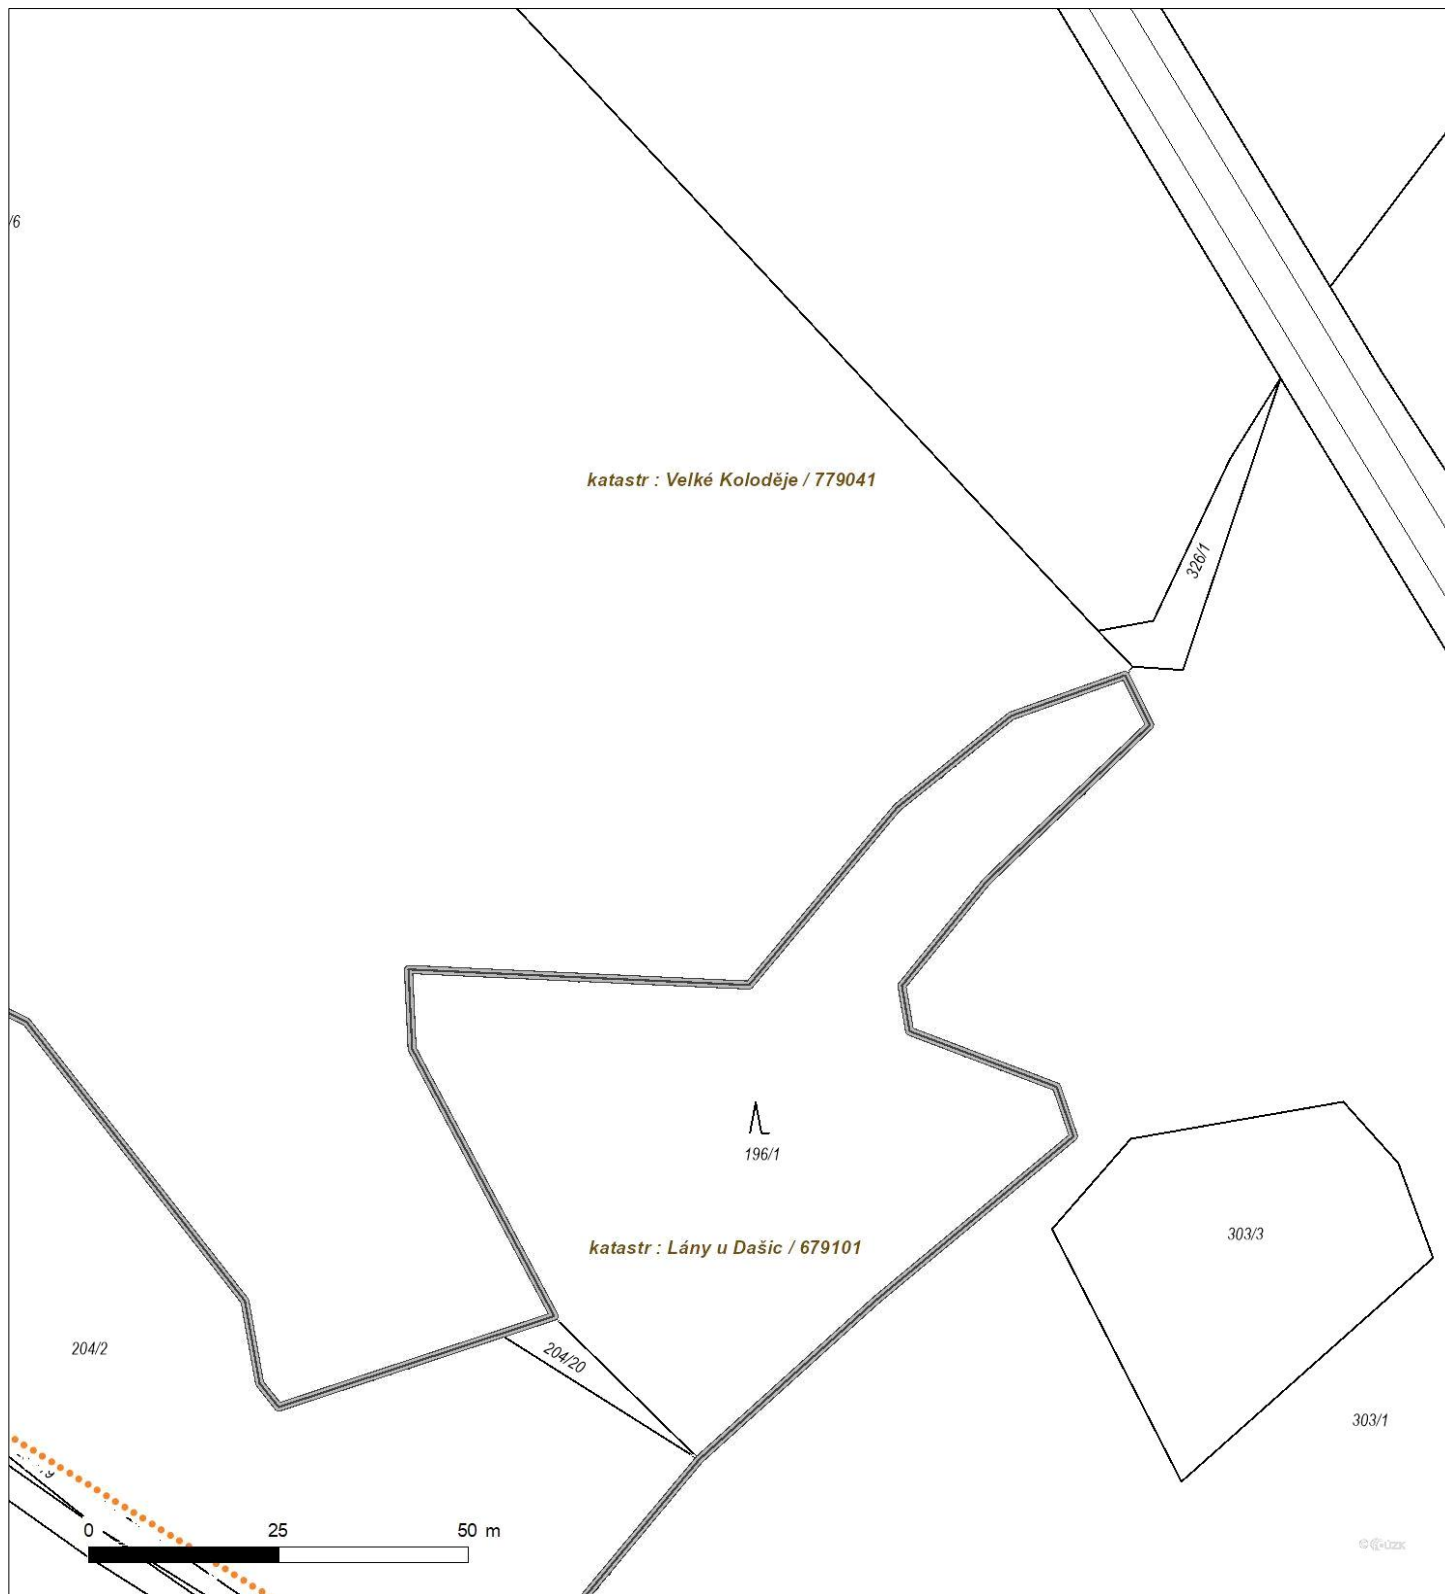 /6
katastr : Velké Koloděje / 779041
326/1
196/1
katastr : Lány u Dašic / 679101
303/3
204/2
204/20
303/1
0 25 50 m
© ČÚZK